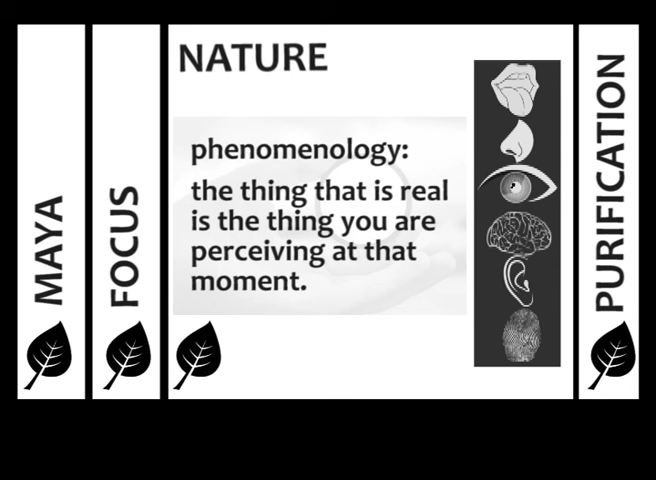 MAYA
FOCUS
NATURE
phenomenology:
the thing that is real
is the thing you are
perceiving at that
moment.
PURIFICATION